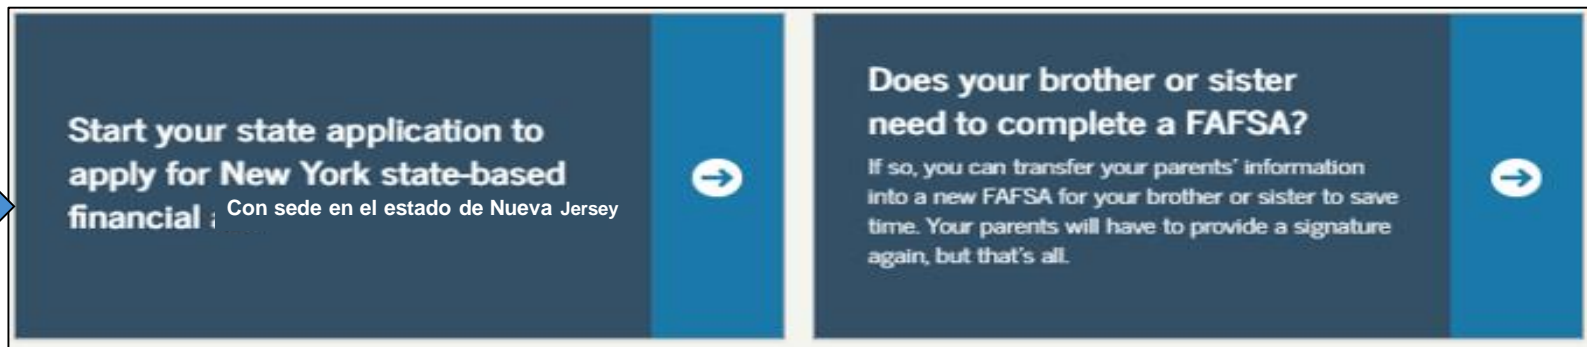 Start your state application to
apply for New York state-based
financial
Con sede en el estado de Nueva Jersey
Does your brother or sister
need to complete a FAFSA?
If so, you can transfer your parents' information
into a new FAFSA for your brother or sister to save
time. Your parents will have to provide a signature
again, but that's all.